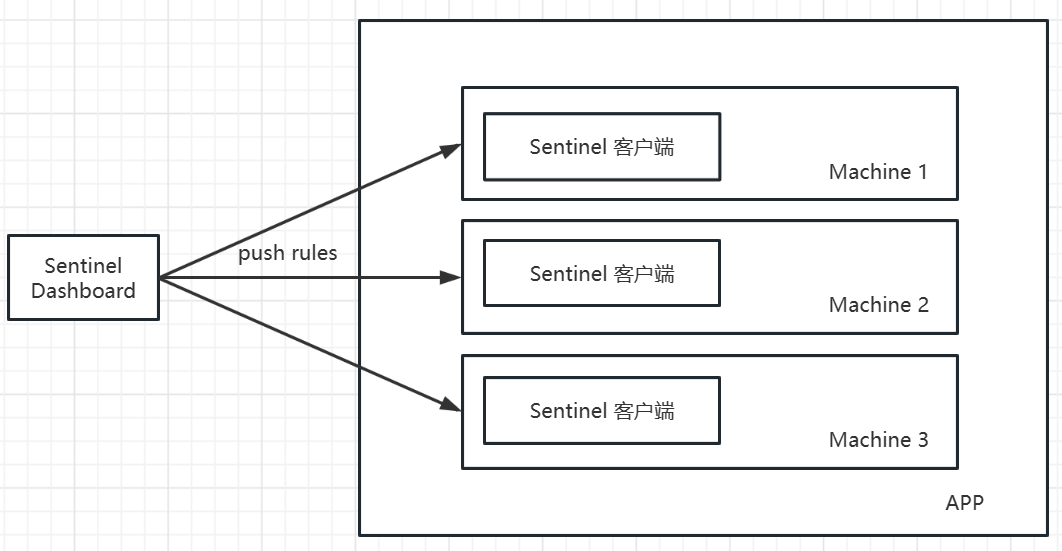 Sentinel 客户端
Machine 1
push rules
Sentinel
Dashboard
Sentinel 客户端
Machine 2
Sentinel 客户端
Machine 3
APP